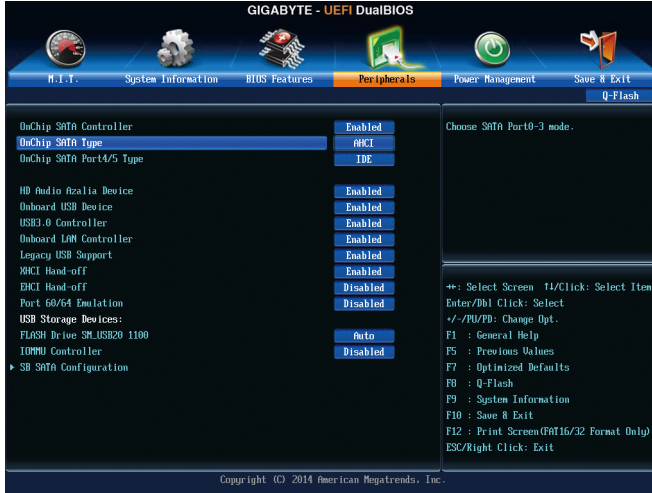 GIGABYTE - UEFI DualBIOS
M.I.T. System Information BIOS Features Peripherals Power Management Save & Exit
Q-Flash
OnChip SATA Controller Enabled
OnChip SATA Type AHCI
OnChip SATA Port4/5 Type IDE
HD Audio Azalia Device Enabled
Onboard USB Device Enabled
USB3.0 Controller Enabled
Onboard LAN Controller Enabled
Legacy USB Support Enabled
XHCI Hand-off Enabled
EHCI Hand-off Disabled
Port 60/64 Emulation Disabled
USB Storage Devices:
FLASH Drive SM_USB20 1100 Auto
IOMMU Controller Disabled
SB SATA Configuration
Choose SATA Port0-3 mode.
→←: Select Screen ↑↓/Click: Select Item
Enter/Dbl Click: Select
+/-/PU/PD: Change Opt.
F1 : General Help
F5 : Previous Values
F7 : Optimized Defaults
F8 : Q-Flash
F9 : System Information
F10 : Save & Exit
F12 : Print Screen(FAT16/32 Format Only)
ESC/Right Click: Exit
Copyright (C) 2014 American Megatrends, Inc.